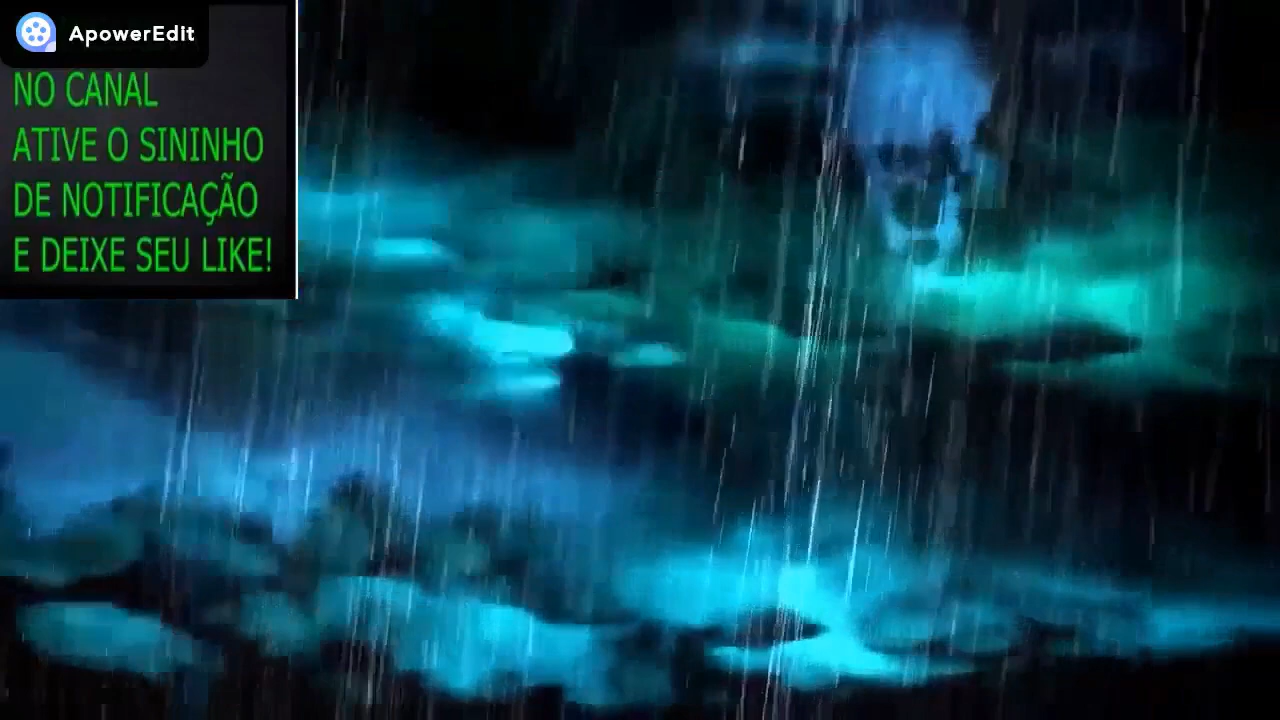 ApowerEdit
NO CANAL
ATIVE O SININHO
DE NOTIFICAÇÃO
E DEIXE SEU LIKE!